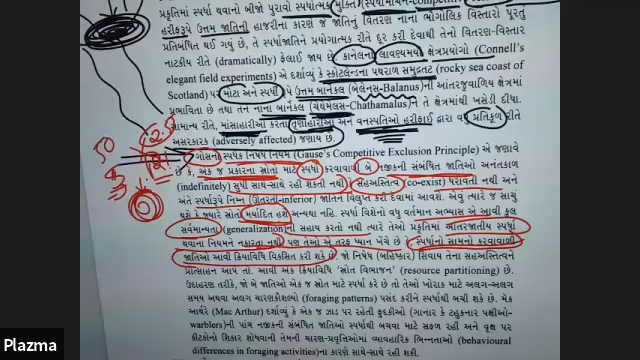 પ્રકૃતિમાં સ્પર્ધા થવાનો બીજો પુરાવો સ્પર્ધાત્મક મુક્તિ
હરીફરૂપે ઉત્તમ જાતિની હાજરીના કારણે જે જાતિનું વિતરણ નાના ભૌગોલિક વિસ્તારો પૂરતું
પ્રતિબંધિત થઈ ગયું છે, તે સ્પર્ધાજાતિને પ્રયોગાત્મક રીતે દૂર કરી દેવાથી તેનો વિતરણ-વિસ્તાર
નાટકીય રીતે (dramatically) ફેલાઈ જાય છે. કાનેલના લાવણ્યમય ક્ષેત્રપ્રયોગો (Connell's
elegant field experiments) એ દર્શાવ્યું કે સ્કોટલેન્ડના પથરાળ સમુદ્રતટ (rocky sea coast of
Scotland) પર મોટા અને સ્પર્ધારૂપે ઉત્તમ બાર્નેકલ (બેલેનસ-Balanus)ની આંતરજુવાળિય ક્ષેત્રમાં
પ્રભાવિતા છે તથા તેને નાના બાર્નેકલ (ચેથેમેલસ-Chathamalus)ને તે ક્ષેત્રમાંથી ખસેડી દીધા.
સામાન્ય રીતે, માંસાહારીઓ કરતાં તૃણાહારીઓ અને વનસ્પતિઓ હરીફાઈ દ્વારા વધુ પ્રતિકૂળ રીતે
અસરકારક (adversely affected) જણાય છે.
ગોસનો સ્પર્ધક નિષેધ નિયમ (Gause's Competitive Exclusion Principle) એ જણાવે
છે કે, એક જ પ્રકારના સ્રોતો માટે સ્પર્ધા કરવાવાળી બે નજીકની સંબંધિત જાતિઓ અનંતકાળ
(indefinitely) સુધી સાથે-સાથે રહી શકતી નથી સહઅસ્તિત્વ (co-exist) ધરાવતી નથી અને
અંતે સ્પર્ધારૂપે નિમ્ન (ઊતરતી-inferior) જાતિને વિલુપ્ત કરી દેવામાં આવશે. એવું ત્યારે જ સાચું
થશે કે જ્યારે સ્રોત મર્યાદિત હશે અન્યથા નહિ. સ્પર્ધા વિશેનો વધુ વર્તમાન અભ્યાસ એ આવી કુલ
સર્વમાન્યતા (generalization)ની સહાય કરતો નથી જ્યારે તેઓ પ્રકૃતિમાં આંતરજાતીય સ્પર્ધા
થવાના નિયમને નકારતા નથી પણ તેઓ એ તરફ ધ્યાન ખેંચે છે કે સ્પર્ધાનો સામનો કરવાવાળી
જાતિઓ આવી ક્રિયાવિધિ વિકસિત કરી શકે છે જો નિષેધ (બહિષ્કાર) સિવાય તેના સહઅસ્તિત્વને
પ્રોત્સાહન આપતા. આવી એક ક્રિયાવિધિ 'સ્રોત વિભાજન' (resource partitioning) છે.
ઉદાહરણ તરીકે, જો બે જાતિઓ એક જ સ્રોત માટે સ્પર્ધા કરે છે તો તેઓ ખોરાક માટે અલગ-અલગ
સમય અથવા અલગ ચારણકૌશલ્યો (foraging patterns) પસંદ કરીને સ્પર્ધાથી બચી શકે છે. મેક
આર્થરે (Mac Arthur) દર્શાવ્યું કે એક જ ઝાડ પર રહેતી ફુદકીઓ (ગાનાર કે ટહુકનાર પક્ષીઓ-
warblers)ની પાંચ નજીકની સંબંધિત જાતિઓ સ્પર્ધાથી બચવા માટે સફળ રહી અને વૃક્ષ પર
કીટકોનો શિકાર શોધવાની તેમની ચારણ-પ્રવૃત્તિઓમાં વ્યાવહારિક ભિન્નતાઓ (behavioural
differences in foraging activities)ના કારણે સાથે-સાથે રહી શકી.
50
Plazma